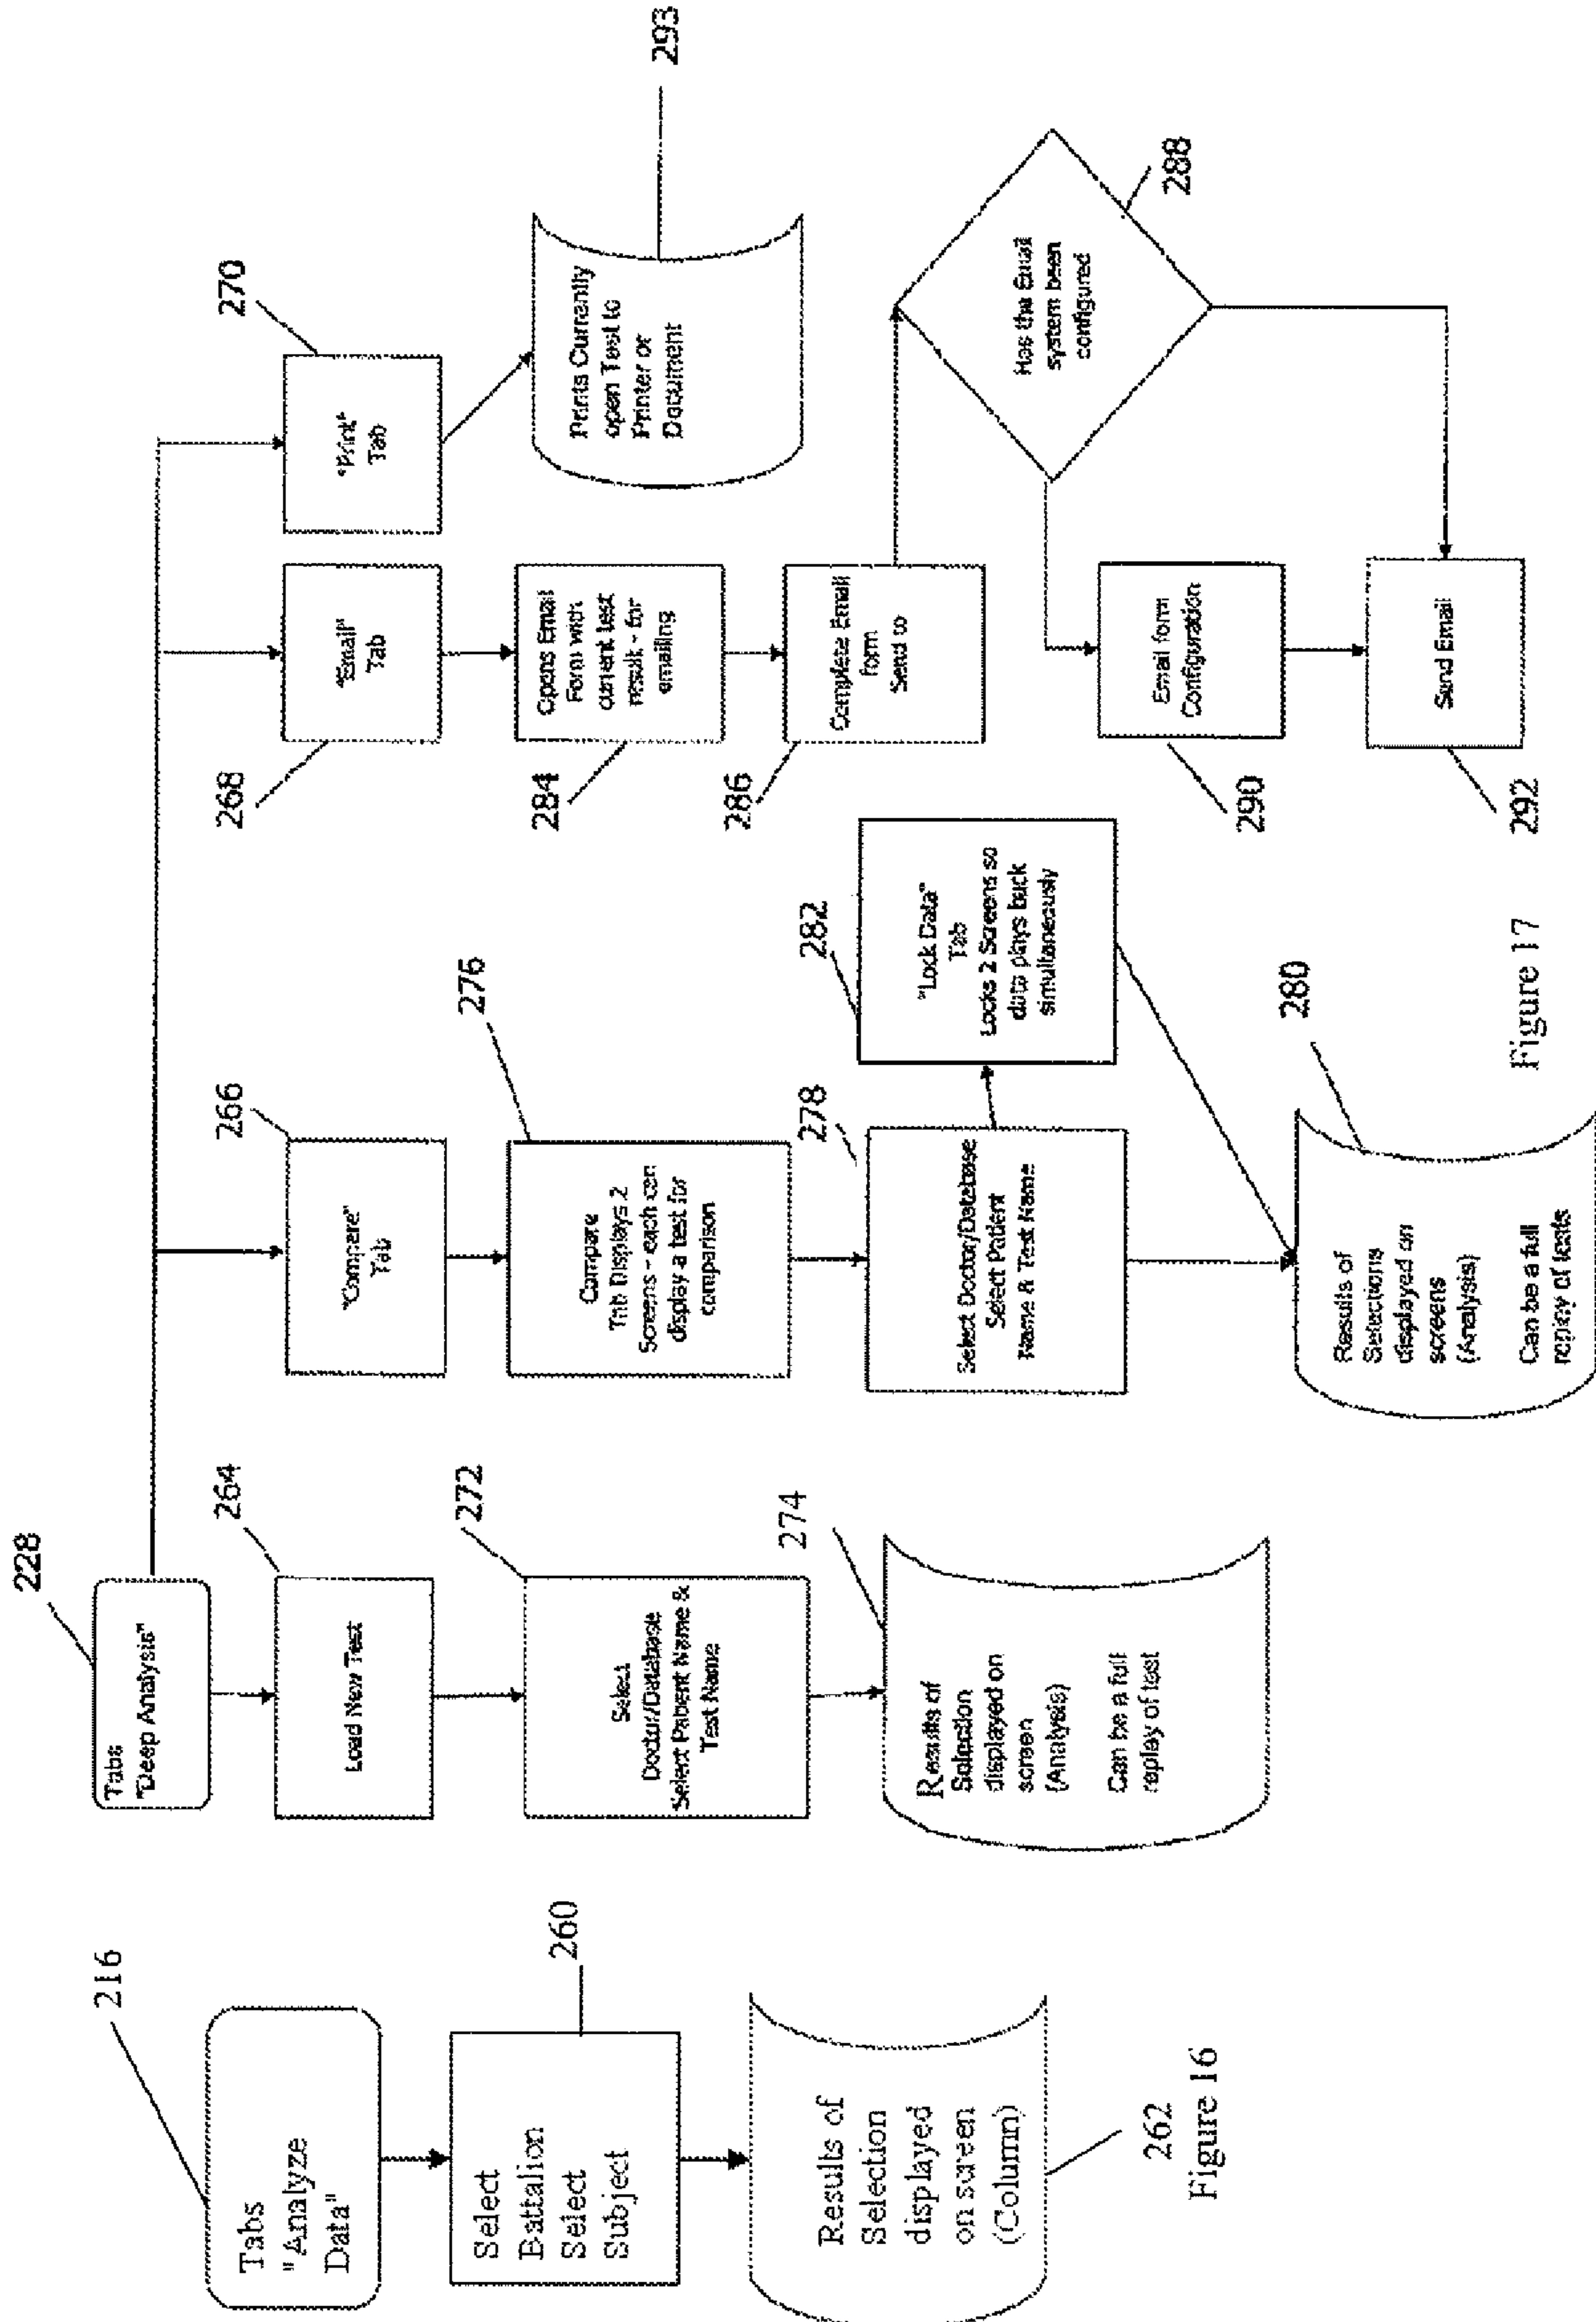 216
Tabs
"Analyze
Data"
Select
Battalion
Select
Subject
260
Results of
Selection
displayed
on screen
(Column)
262
Figure 16
228
Tabs
"Deep Analysis"
264
Load New Test
272
Select
Doctor/Database
Select Patient Name &
Test Name
274
Results of
Selection
displayed on
screen
(Analysis)
Can be a full
replay of test
266
"Compare"
Tab
276
Compare
Tab Displays 2
Screens - each can
display a test for
comparison
278
Select Doctor/Database
Select Patient
Name & Test Name
282
"Lock Data"
Tab
Locks 2 Screens so
data plays back
simultaneously
280
Results of
Selections
displayed on
screens
(Analysis)
Can be a full
replay of tests
268
"Email"
Tab
284
Opens Email
Form with
current test
result - for
emailing
286
Complete Email
form
'Send to
288
Has the Email
system been
configured
290
Email form
Configuration
292
Send Email
270
"Print"
Tab
293
Prints Currently
open Test to
Printer or
Document
Figure 17